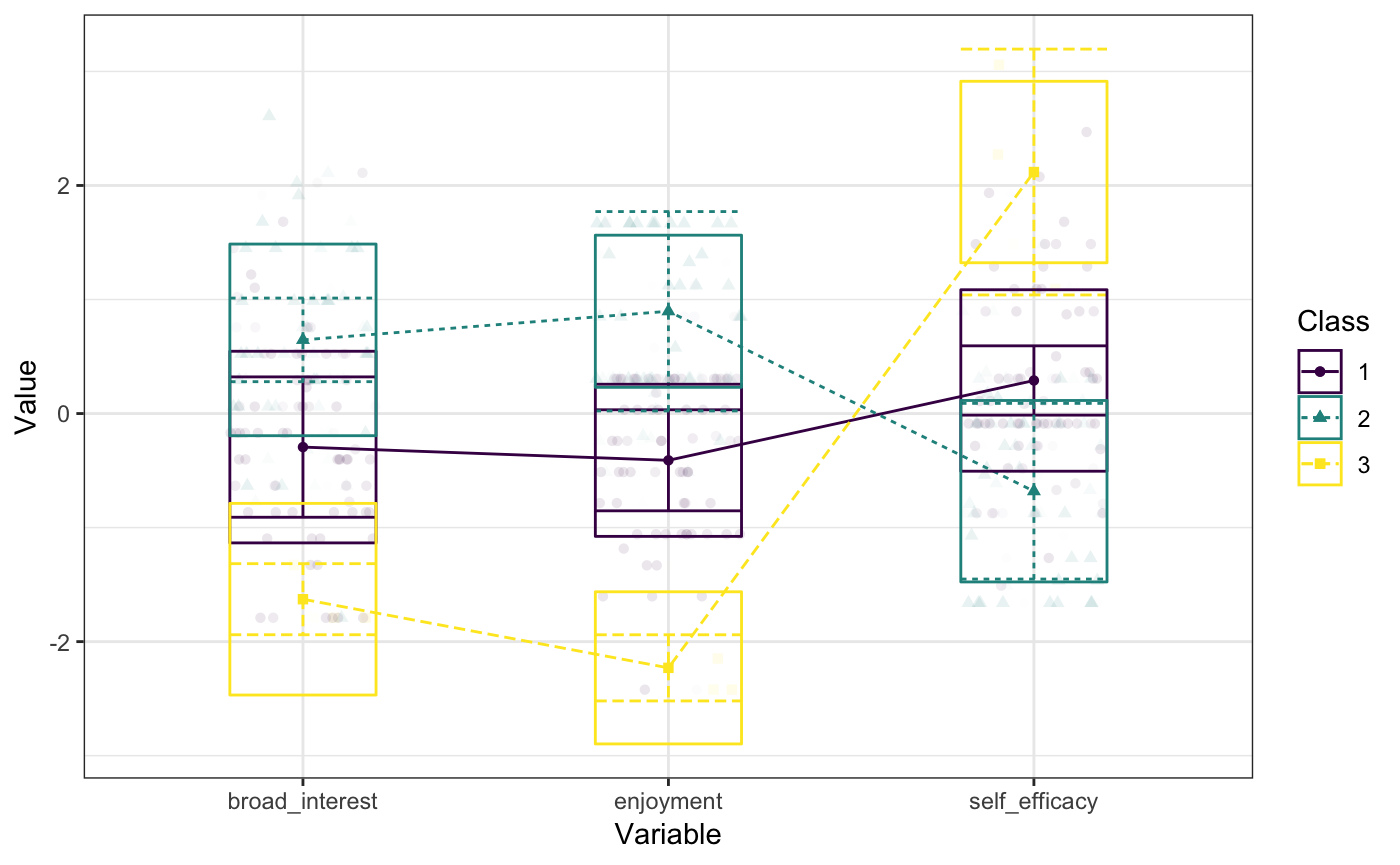 2
0
-2
Value
broad_interest
enjoyment
self_efficacy
Variable
Class
1
2
3